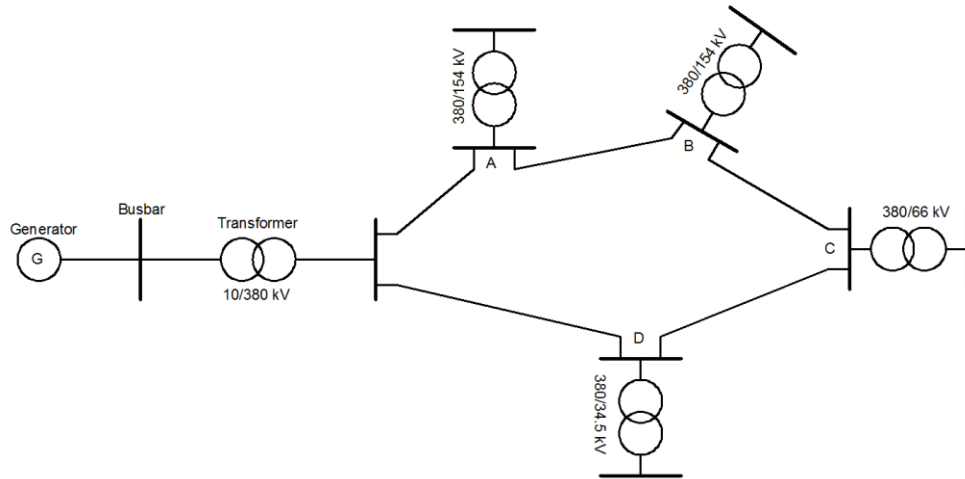 380/154 kV
380/154 kV
A
B
Busbar
Transformer
Generator
G
10/380 kV
380/66 kV
C
D
380/34.5 kV